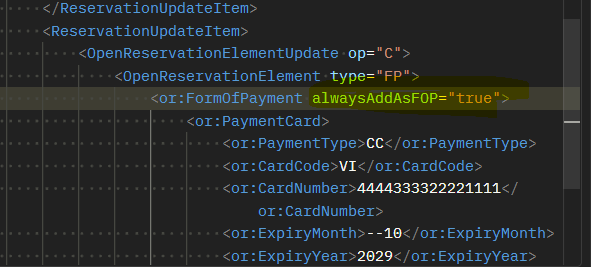 </ReservationUpdateItem>
<ReservationUpdateItem>
<OpenReservationElementUpdate op="C">
<OpenReservationElement type="FP">
<or:FormOfPayment alwaysAddAsFOP="true">
<or:PaymentCard>
<or:PaymentType>CC</or:PaymentType>
<or:CardCode>VI</or:CardCode>
<or:CardNumber>4444333322221111</
or:CardNumber>
<or:ExpiryMonth>--10</or:ExpiryMonth>
<or:ExpiryYear>2029</or:ExpiryYear>